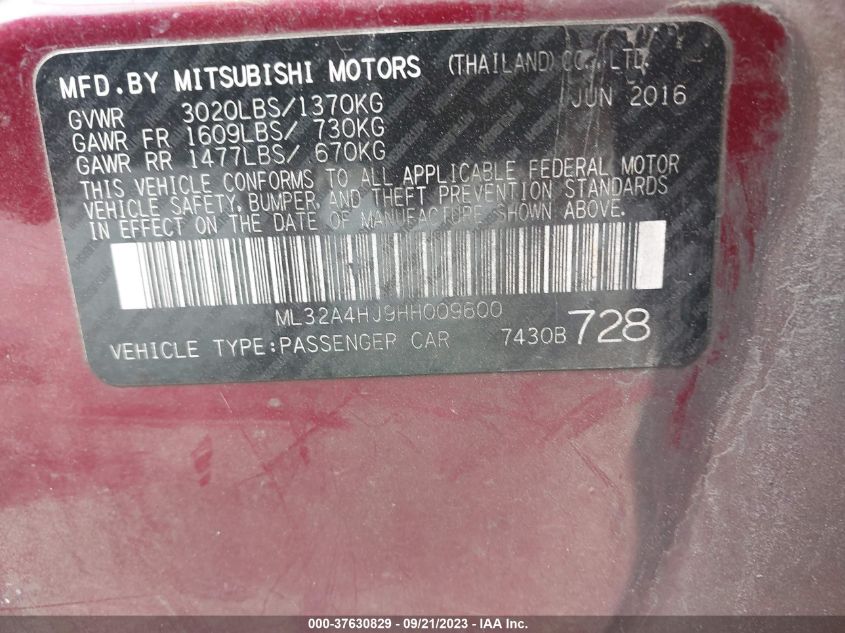 MFD.BY MITSUBISHI MOTORS (THAILAND) CO., LTD.
GVWR 3020LBS/1370KG JUN 2016
GAWR FR 1609LBS/ 730KG
GAWR RR 1477LBS/ 670KG
THIS VEHICLE CONFORMS TO ALL APPLICABLE FEDERAL MOTOR
VEHICLE SAFETY, BUMPER, AND THEFT PREVENTION STANDARDS
IN EFFECT ON THE DATE OF MANUFACTURE SHOWN ABOVE.
ML32A4HJ9HH009600
VEHICLE TYPE:PASSENGER CAR 7430B 728
000-37630829 - 09/21/2023 - IAA Inc.